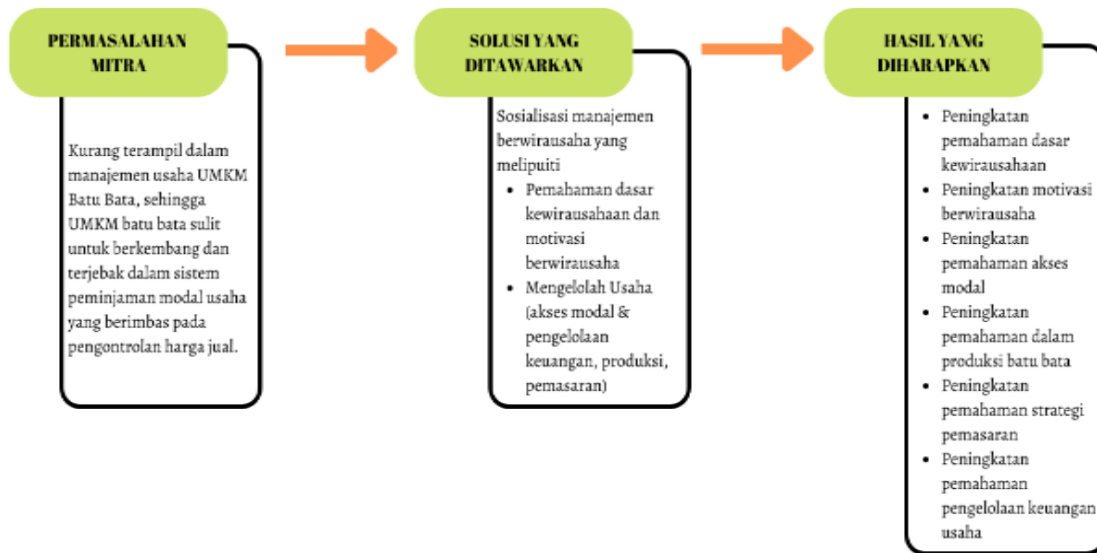 PERMASALAHAN
MITRA
Kurang terampil dalam
manajemen usaha UMKM
Batu Bata, sehingga
UMKM batu bata sulit
untuk berkembang dan
terjebak dalam sistem
peminjaman modal usaha
yang berimbas pada
pengontrolan harga jual.
SOLUSI YANG
DITAWARKAN
Sosialisasi manajemen
berwirausaha yang
melipuiti
• Pemahaman dasar
kewirausahaan dan
motivasi
berwirausaha
• Mengelolah Usaha
(akses modal &
pengelolaan
keuangan, produksi,
pemasaran)
HASIL YANG
DIHARAPKAN
• Peningkatan
pemahaman dasar
kewirausahaan
• Peningkatan motivasi
berwirausaha
• Peningkatan
pemahaman akses
modal
• Peningkatan
pemahaman dalam
produksi batu bata
• Peningkatan
pemahaman strategi
pemasaran
• Peningkatan
pemahaman
pengelolaan keuangan
usaha